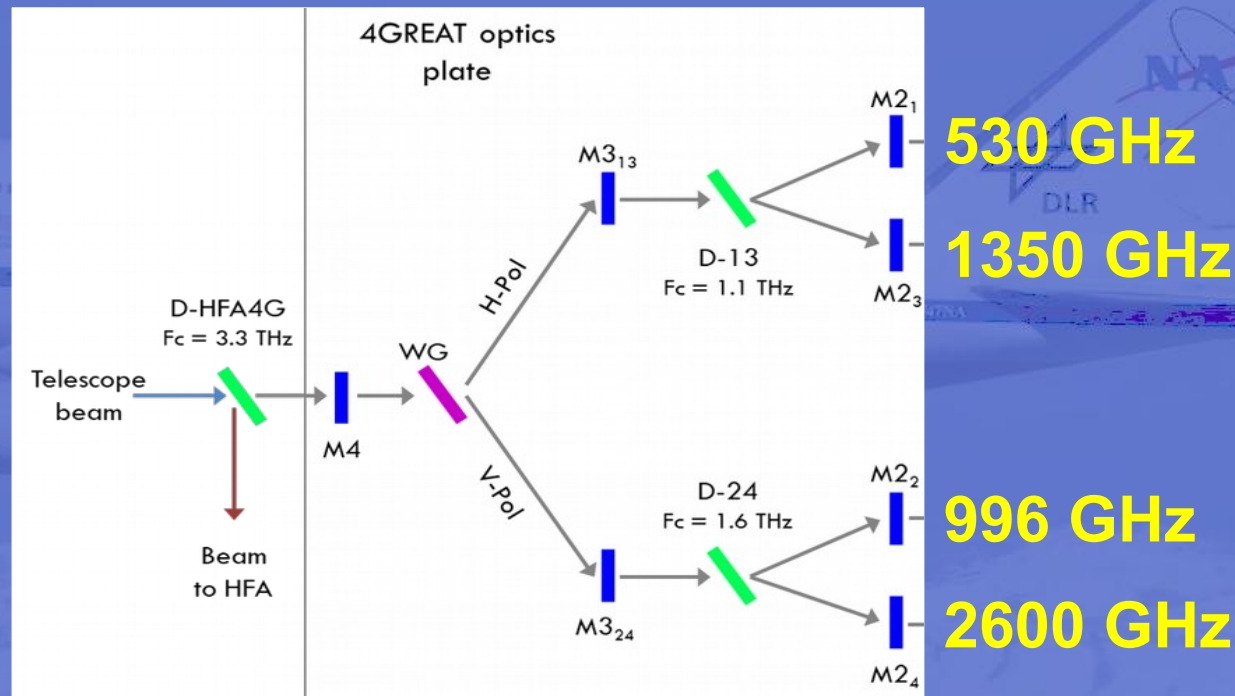 4GREAT optics
plate
M2₁
530 GHz
M3₁₃
DLR
D-13
Fc = 1.1 THz
1350 GHz
M2₃
H-Pol
D-HFA4G
Fc = 3.3 THz
WG
Telescope
beam
M4
V-Pol
M2₂
D-24
Fc = 1.6 THz
996 GHz
Beam
to HFA
M3₂₄
2600 GHz
M2₄